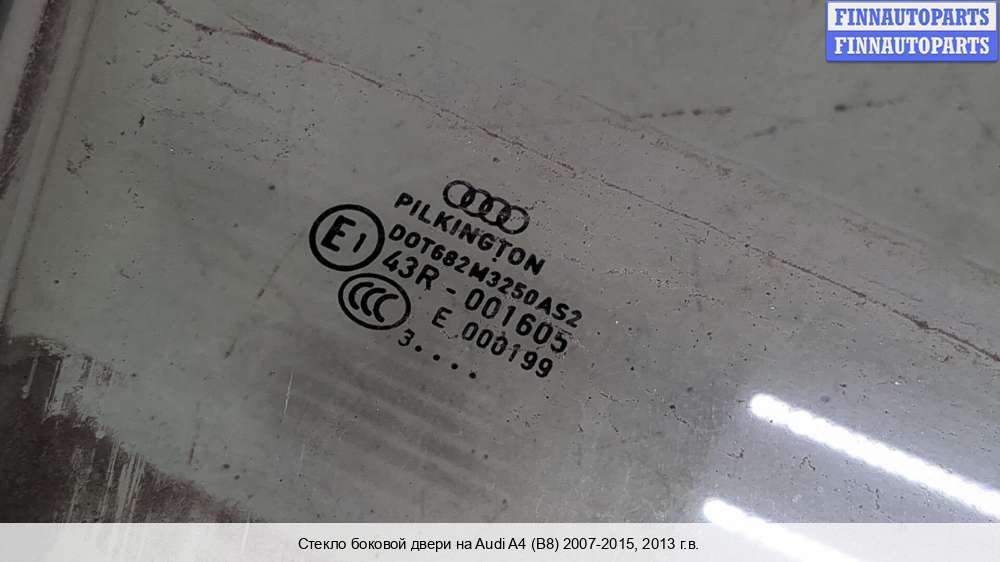 FINNAUTOPARTS
FINNAUTOPARTS
PILKINGTON
DOT682M3250AS2
E1
43R - 001605
CCC
E 000199
3....
Стекло боковой двери на Audi A4 (B8) 2007-2015, 2013 г.в.